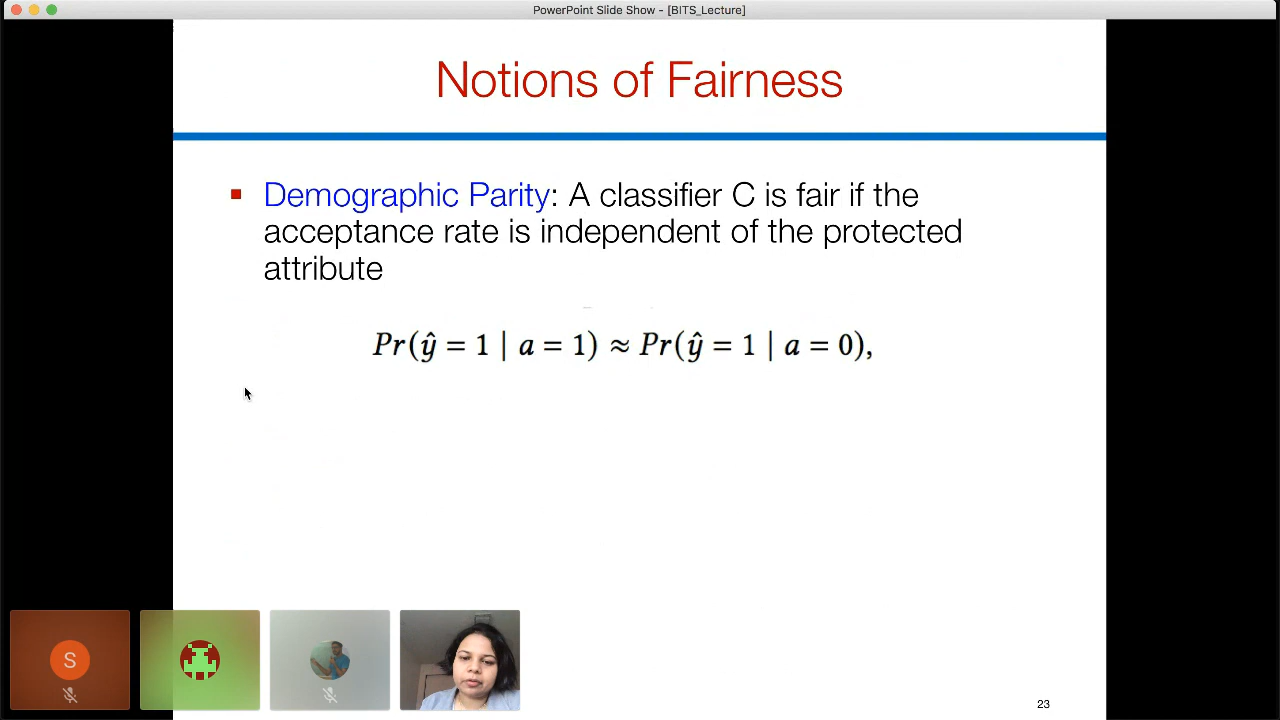 PowerPoint Slide Show - [BITS_Lecture]
Notions of Fairness
▪ Demographic Parity: A classifier C is fair if the
acceptance rate is independent of the protected
attribute
Pr(ŷ = 1 | a = 1) ≈ Pr(ŷ = 1 | a = 0),
S
23